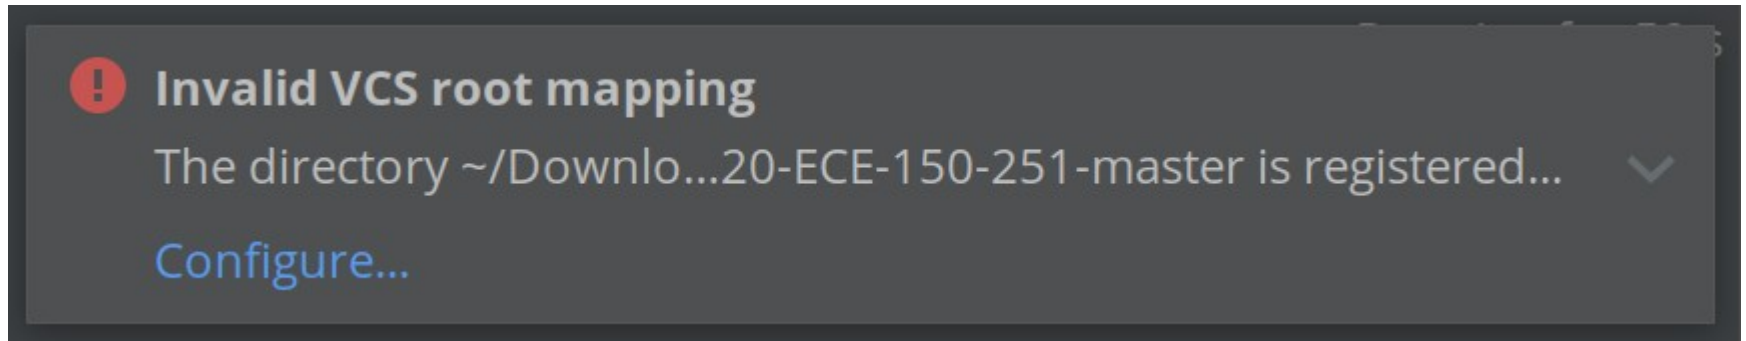 Invalid VCS root mapping
The directory ~/Downlo...20-ECE-150-251-master is registered...
Configure...